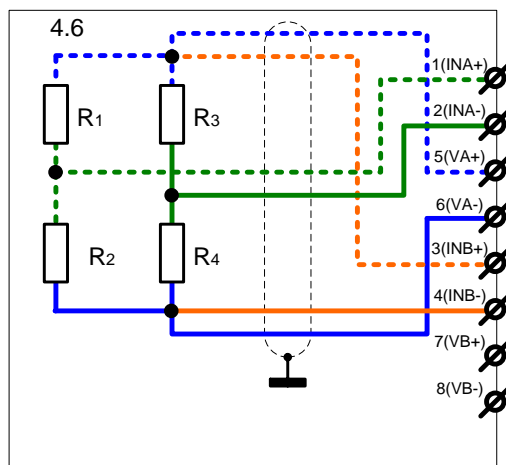 4.6
1(INA+)
2(INA-)
R1
R3
5(VA+)
6(VA-)
R2
R4
3(INB+)
4(INB-)
7(VB+)
8(VB-)